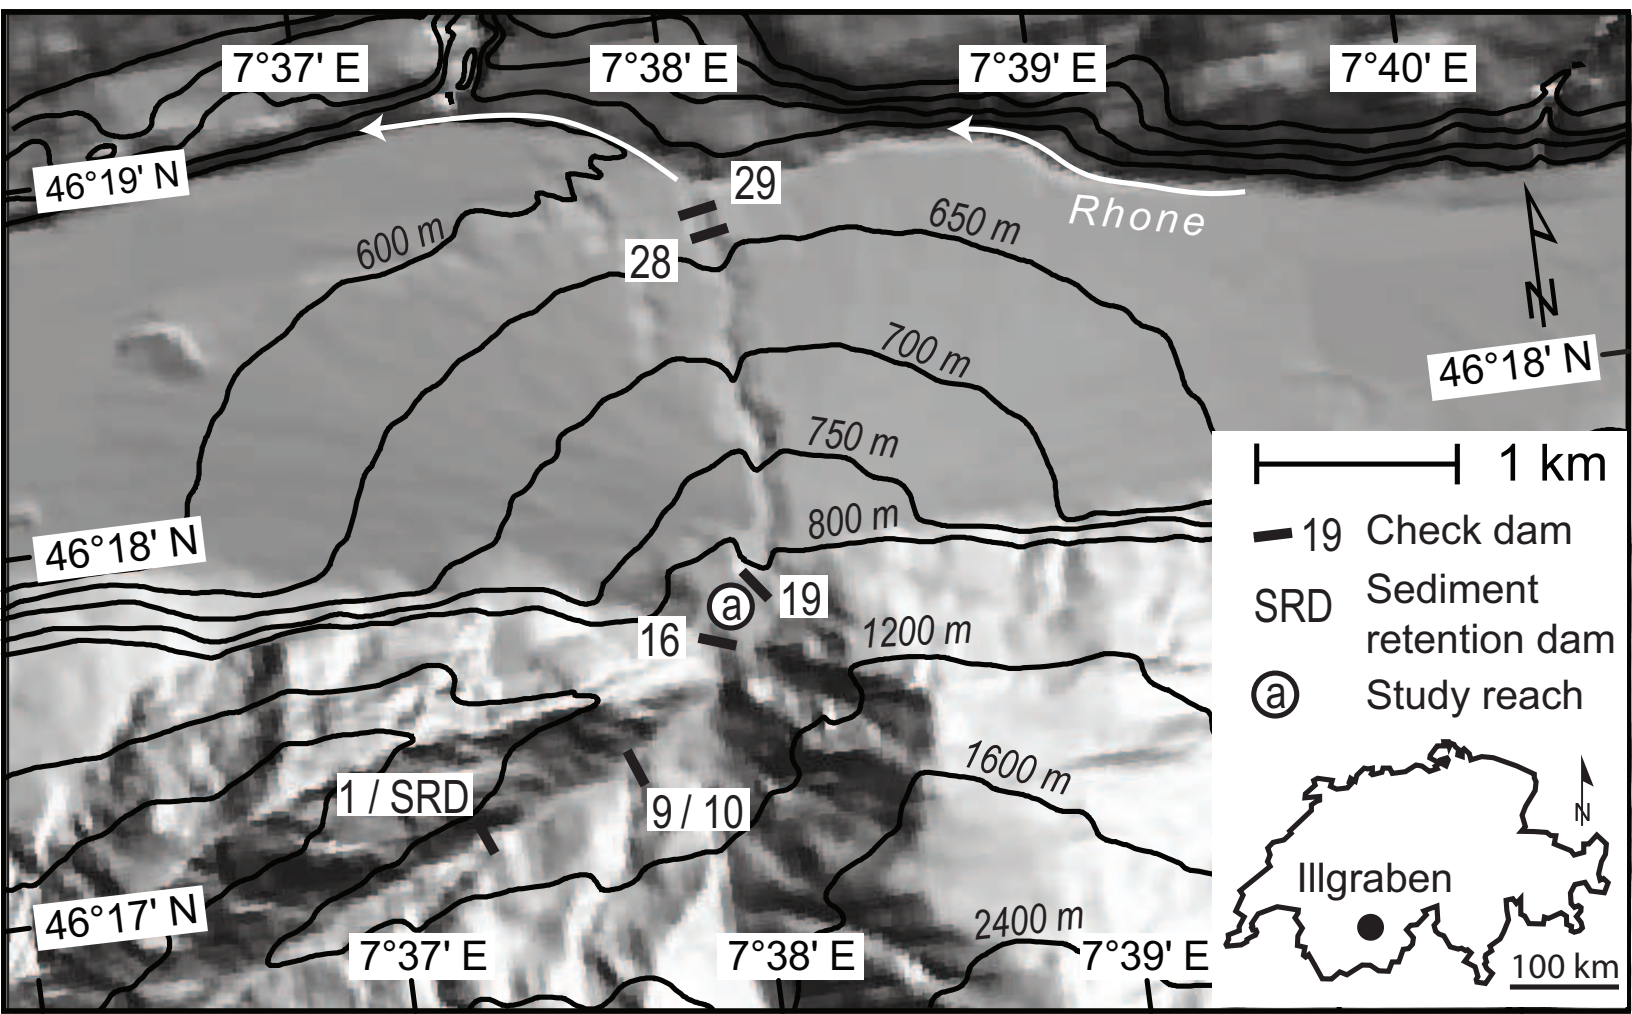 7°37' E
7°38' E
7°39' E
7°40' E
46°19' N
29
Rhone
600 m
650 m
28
N
700 m
46°18' N
750 m
1 km
800 m
19 Check dam
46°18' N
SRD Sediment
retention dam
a
19
16
1200 m
a Study reach
1600 m
1 / SRD
9 / 10
N
Illgraben
46°17' N
2400 m
7°37' E
7°38' E
7°39' E
100 km